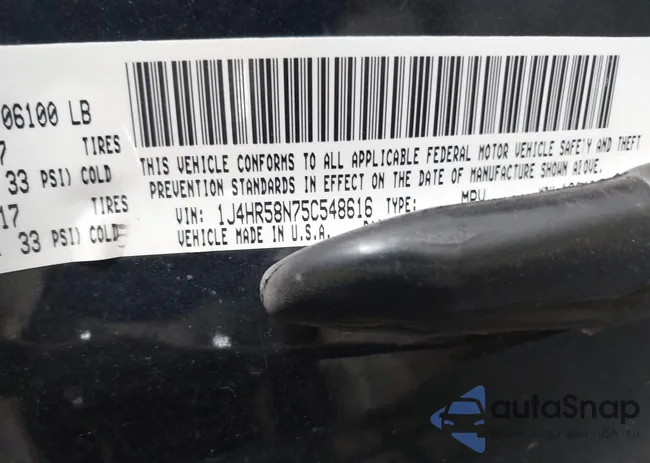 06100 LB
7 TIRES
33 PSI) COLD
17 TIRES
33 PSI) COLD
THIS VEHICLE CONFORMS TO ALL APPLICABLE FEDERAL MOTOR VEHICLE SAFETY AND THEFT
PREVENTION STANDARDS IN EFFECT ON THE DATE OF MANUFACTURE SHOWN ABOVE.
VIN: 1J4HR58N75C548616 TYPE: MPV
VEHICLE MADE IN U.S.A.
autaSnap